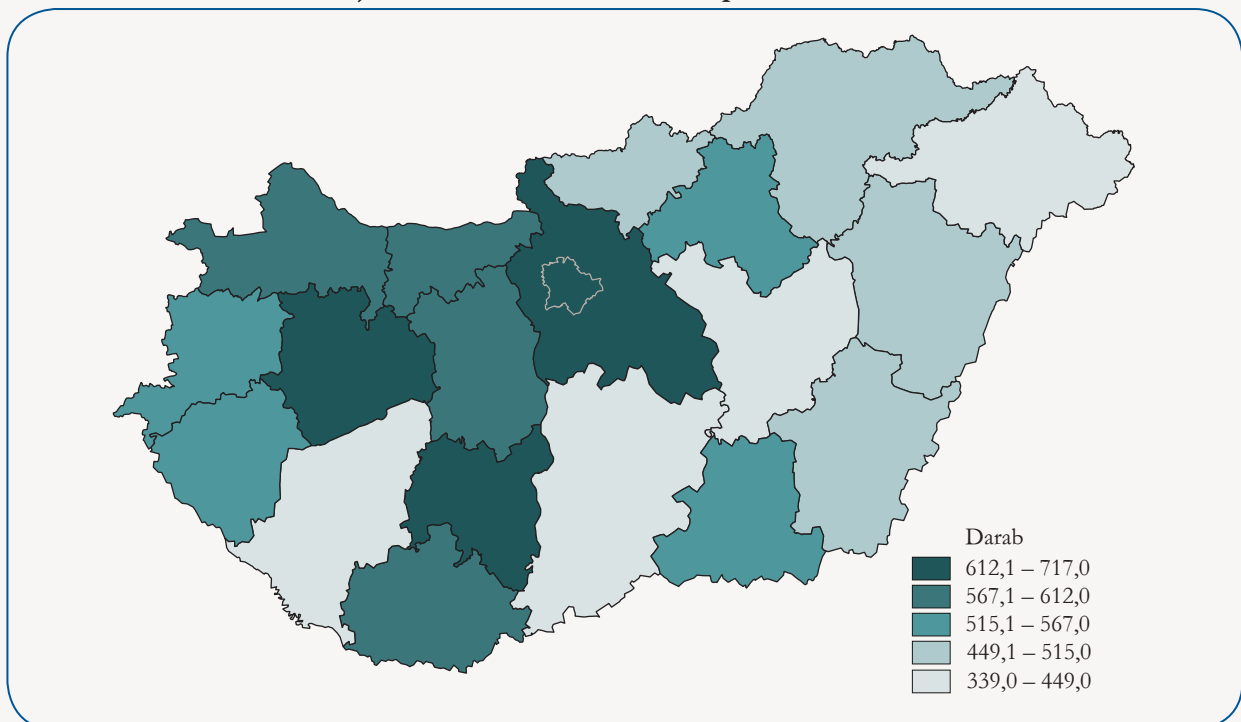 Darab
612,1 – 717,0
567,1 – 612,0
515,1 – 567,0
449,1 – 515,0
339,0 – 449,0